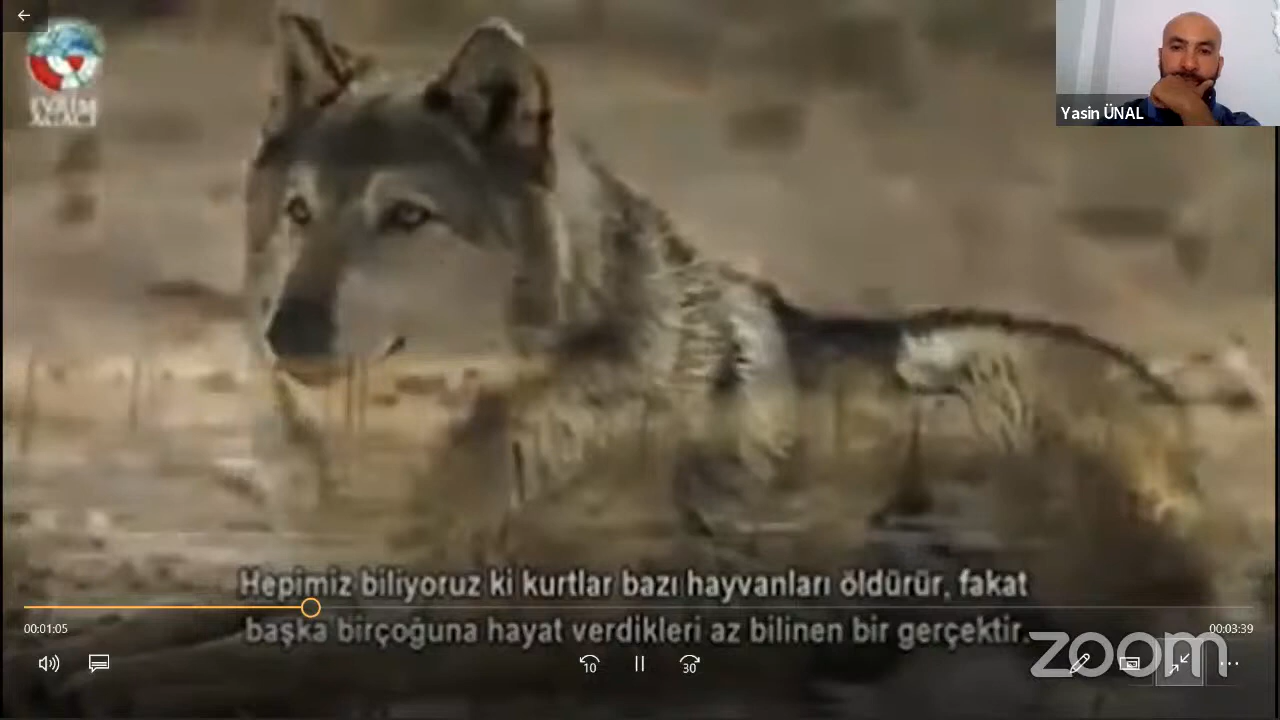 EVRİM
AĞACI
Yasin ÜNAL
Hepimiz biliyoruz ki kurtlar bazı hayvanları öldürür, fakat
başka birçoğuna hayat verdikleri az bilinen bir gerçektir.
00:01:05
00:03:39
10
30
zoom